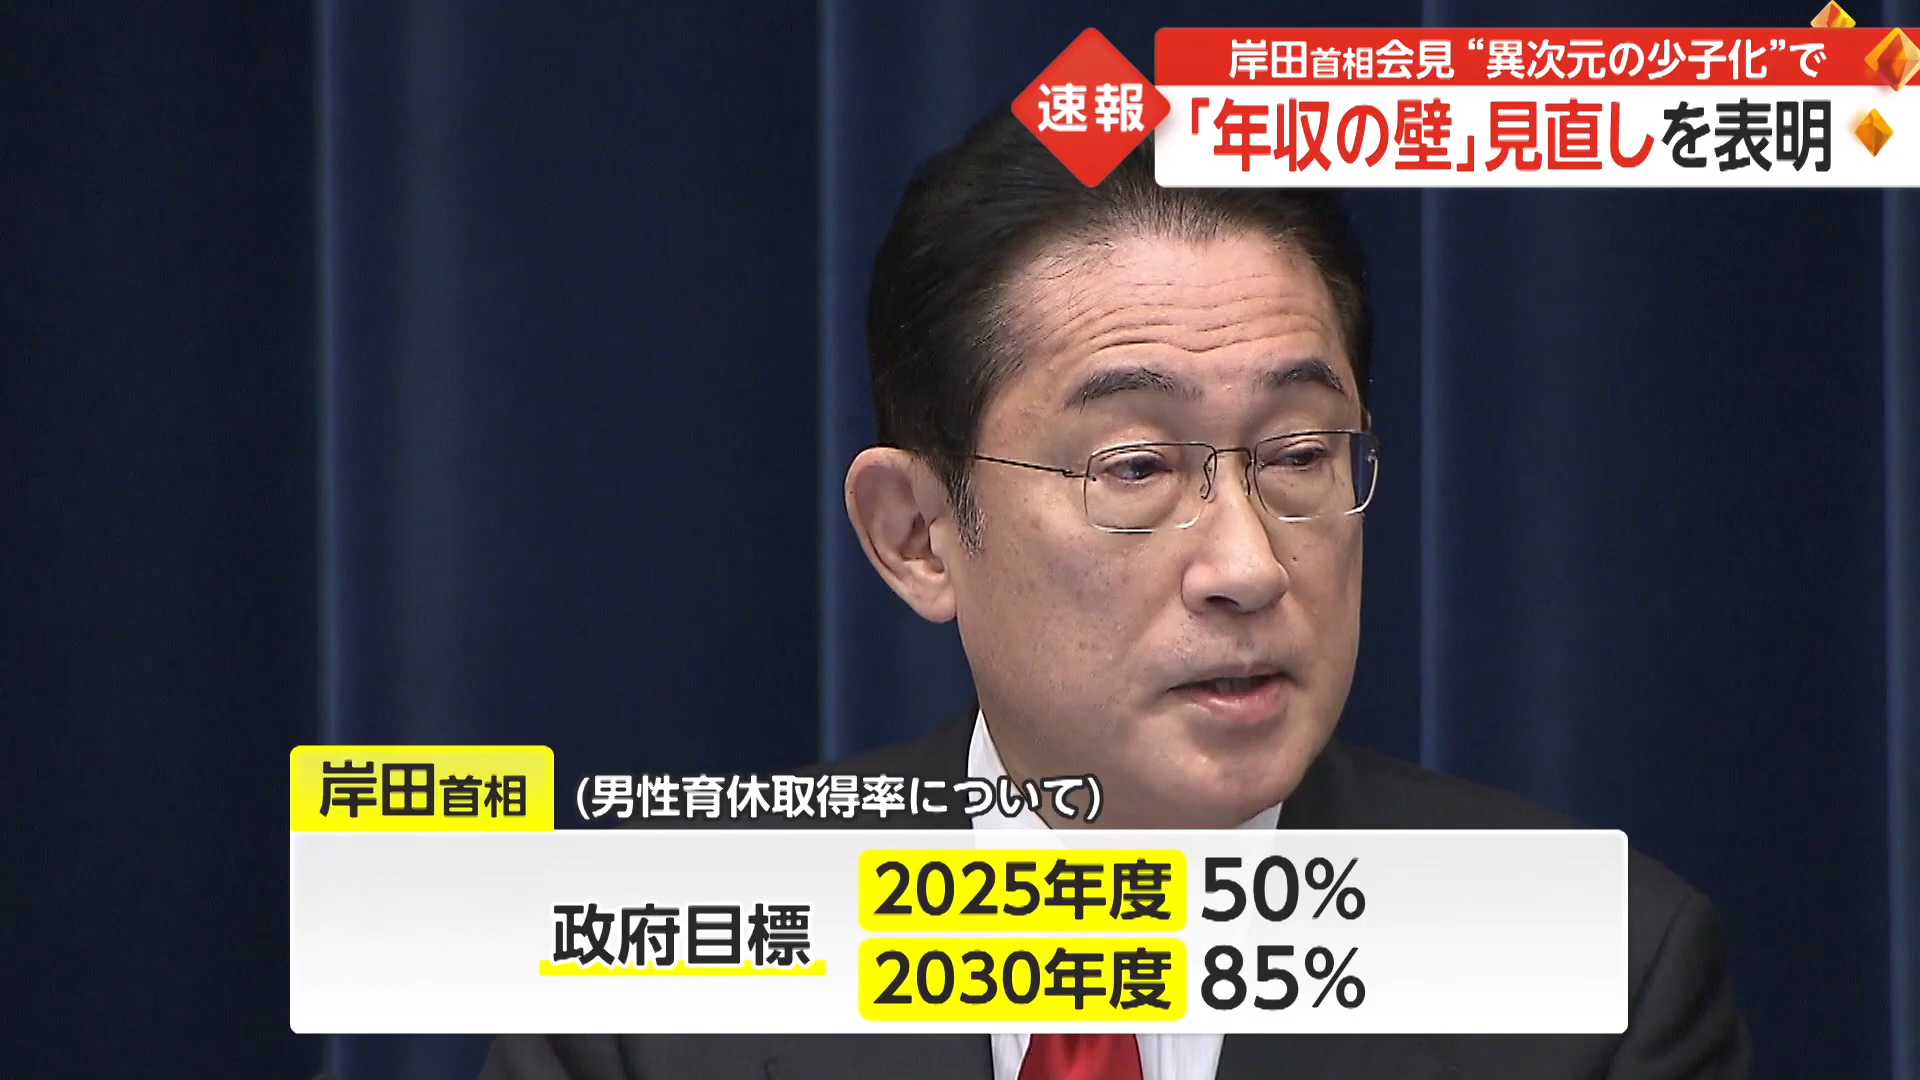 速報
岸田首相会見 “異次元の少子化”で
「年収の壁」見直しを表明
岸田首相
(男性育休取得率について)
政府目標
2025年度 50%
2030年度 85%